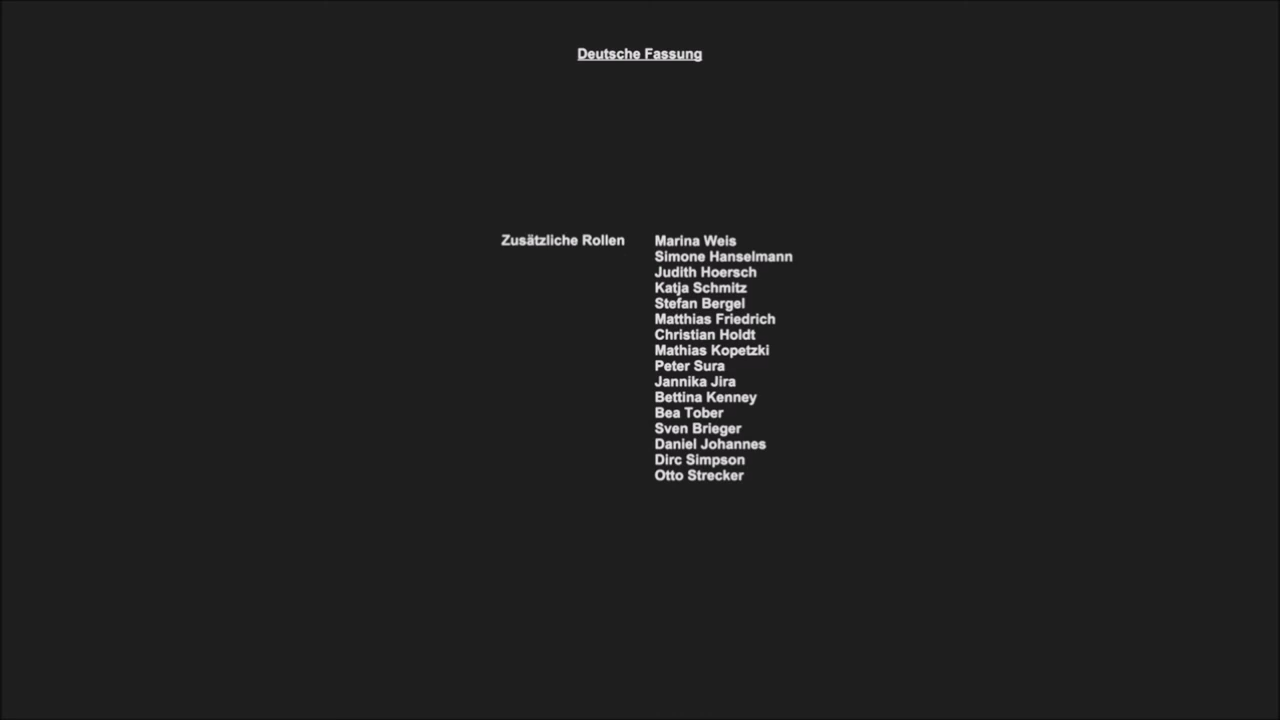 Deutsche Fassung
Zusätzliche Rollen Marina Weis
Simone Hanselmann
Judith Hoersch
Katja Schmitz
Stefan Bergel
Matthias Friedrich
Christian Holdt
Mathias Kopetzki
Peter Sura
Jannika Jira
Bettina Kenney
Bea Tober
Sven Brieger
Daniel Johannes
Dirc Simpson
Otto Strecker